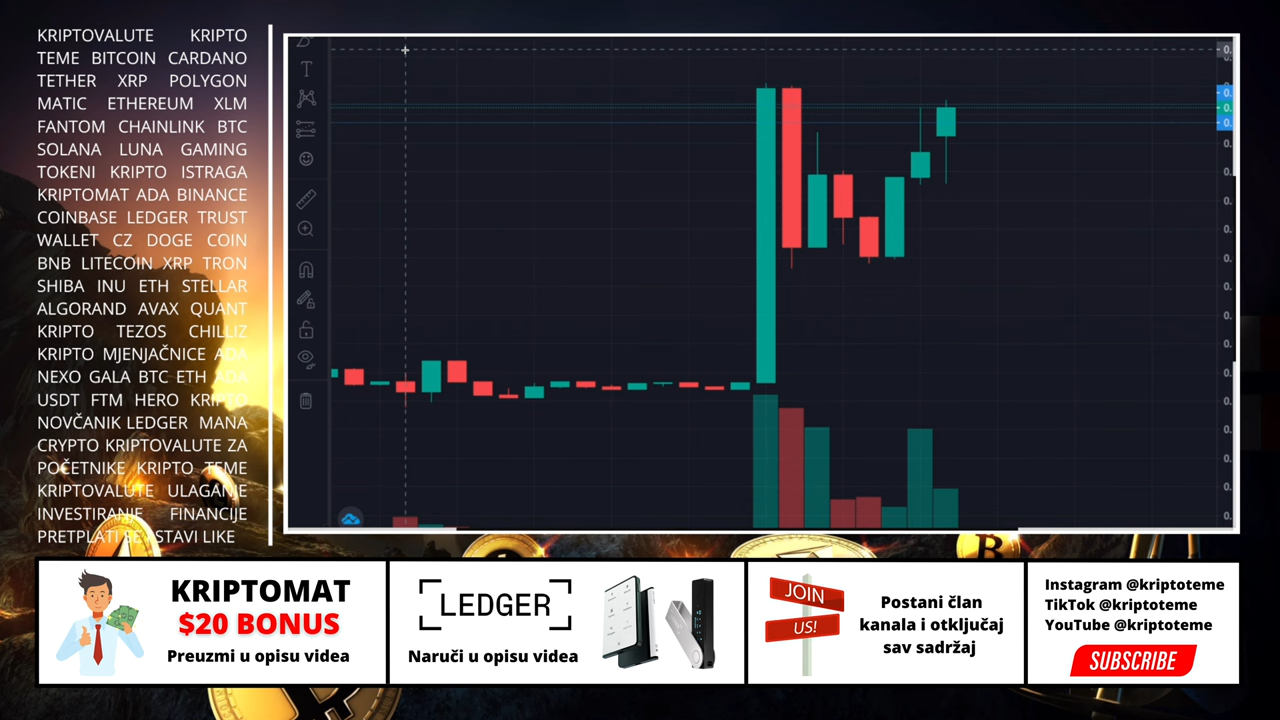 KRIPTOVALUTE KRIPTO
TEME BITCOIN CARDANO
TETHER XRP POLYGON
MATIC ETHEREUM XLM
FANTOM CHAINLINK BTC
SOLANA LUNA GAMING
TOKENI KRIPTO ISTRAGA
KRIPTOMAT ADA BINANCE
COINBASE LEDGER TRUST
WALLET CZ DOGE COIN
BNB LITECOIN XRP TRON
SHIBA INU ETH STELLAR
ALGORAND AVAX QUANT
KRIPTO TEZOS CHILLIZ
KRIPTO MJENJAČNICE ADA
NEXO GALA BTC ETH ADA
USDT FTM HERO KRIPTO
NOVČANIK LEDGER MANA
CRYPTO KRIPTOVALUTE ZA
POČETNIKE KRIPTO TEME
KRIPTOVALUTE ULAGANJE
INVESTIRANJE FINANCIJE
PRETPLATI SE OSTAVI LIKE
KRIPTOMAT
$20 BONUS
Preuzmi u opisu videa
LEDGER
Naruči u opisu videa
JOIN
US!
Postani član
kanala i otključaj
sav sadržaj
Instagram @kriptoteme
TikTok @kriptoteme
YouTube @kriptoteme
SUBSCRIBE